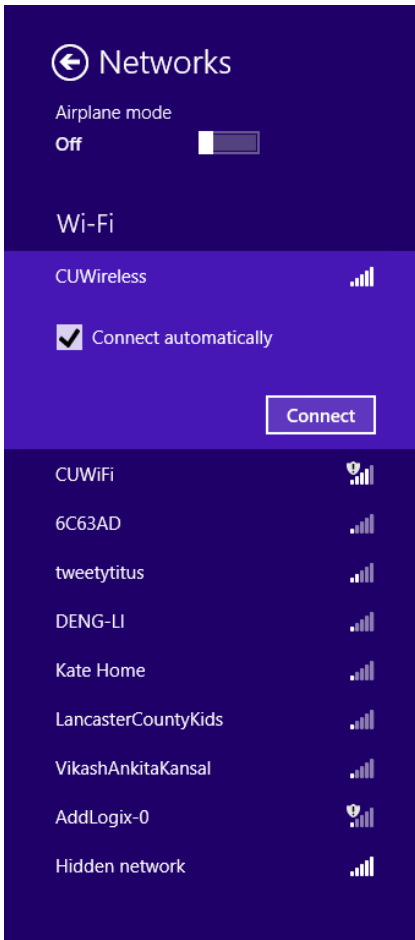 Networks
Airplane mode
Off
Wi-Fi
CUWireless
Connect automatically
Connect
CUWiFi
6C63AD
tweetytitus
DENG-LI
Kate Home
LancasterCountyKids
VikashAnkitaKansal
AddLogix-0
Hidden network